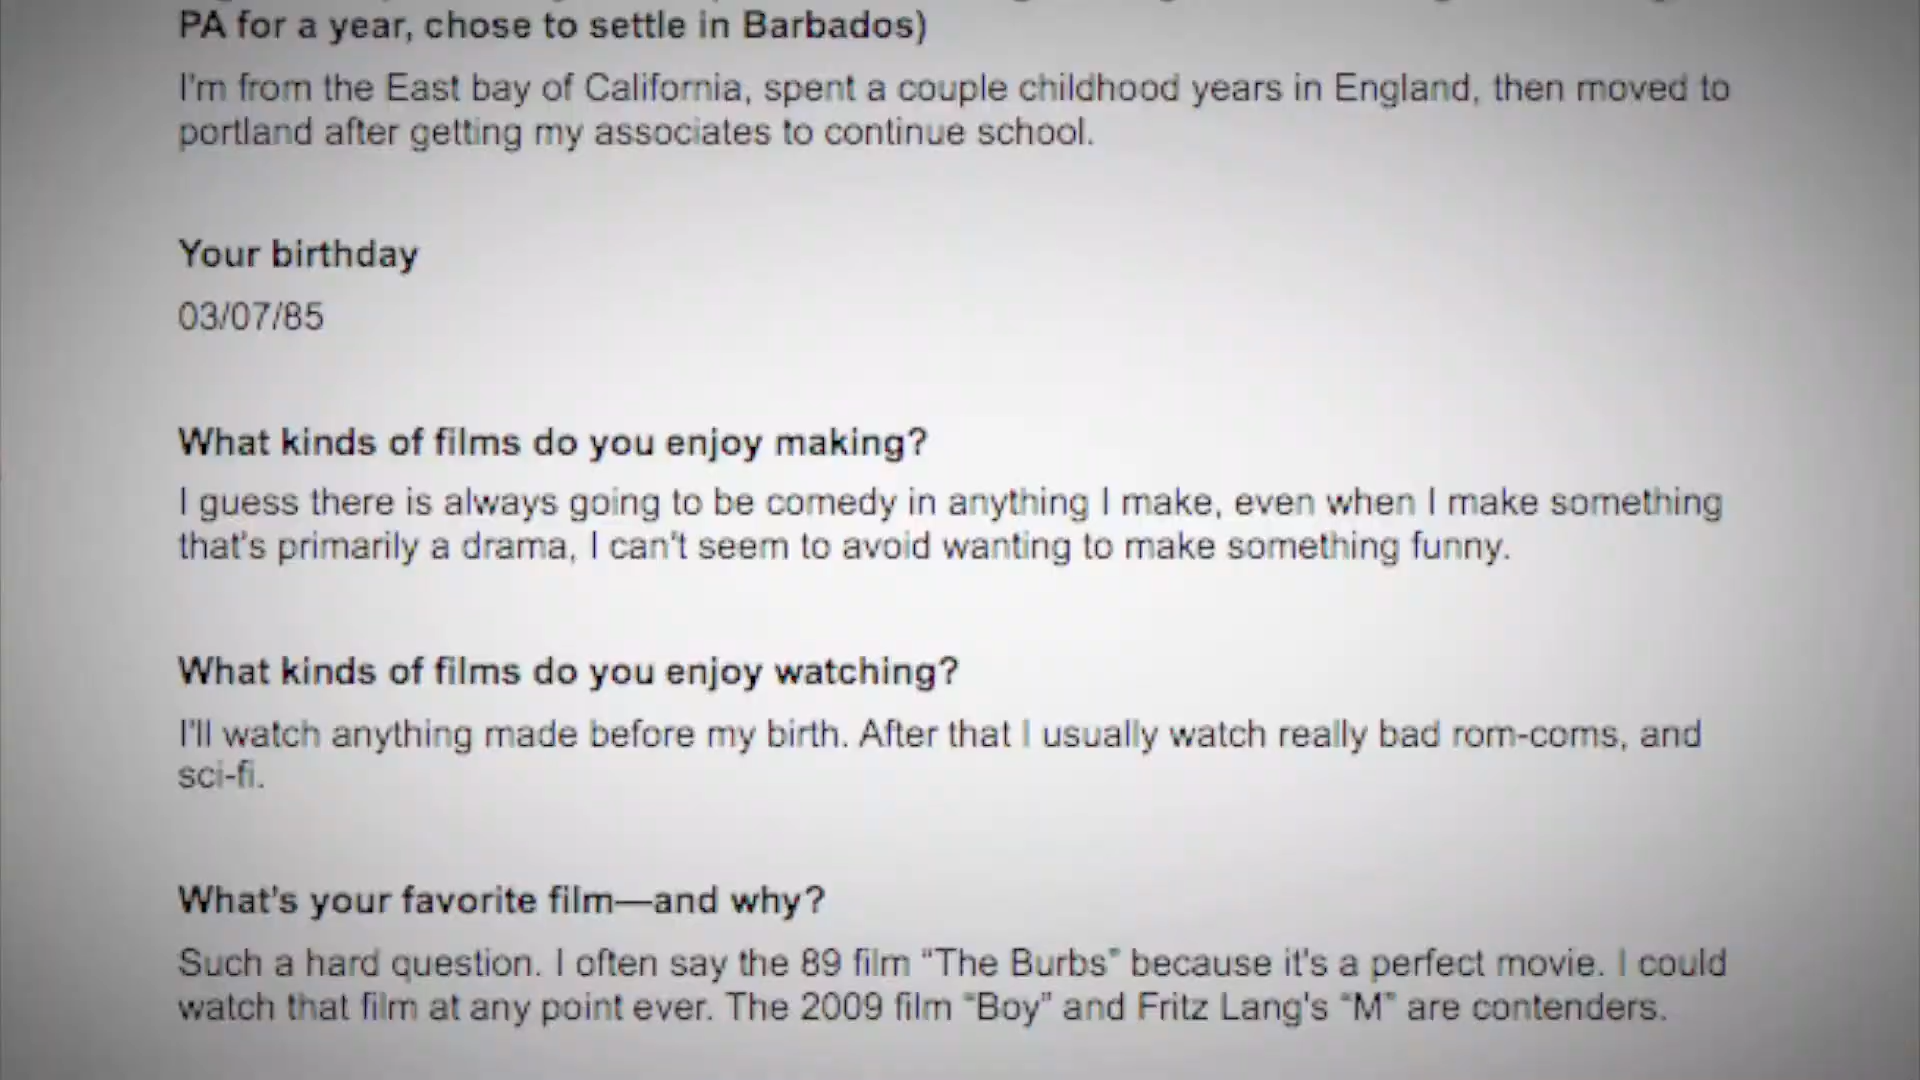 PA for a year, chose to settle in Barbados)
I'm from the East bay of California, spent a couple childhood years in England, then moved to
portland after getting my associates to continue school.
Your birthday
03/07/85
What kinds of films do you enjoy making?
I guess there is always going to be comedy in anything I make, even when I make something
that's primarily a drama, I can't seem to avoid wanting to make something funny.
What kinds of films do you enjoy watching?
I'll watch anything made before my birth. After that I usually watch really bad rom-coms, and
sci-fi.
What's your favorite film—and why?
Such a hard question. I often say the 89 film “The Burbs” because it's a perfect movie. I could
watch that film at any point ever. The 2009 film “Boy” and Fritz Lang's “M” are contenders.